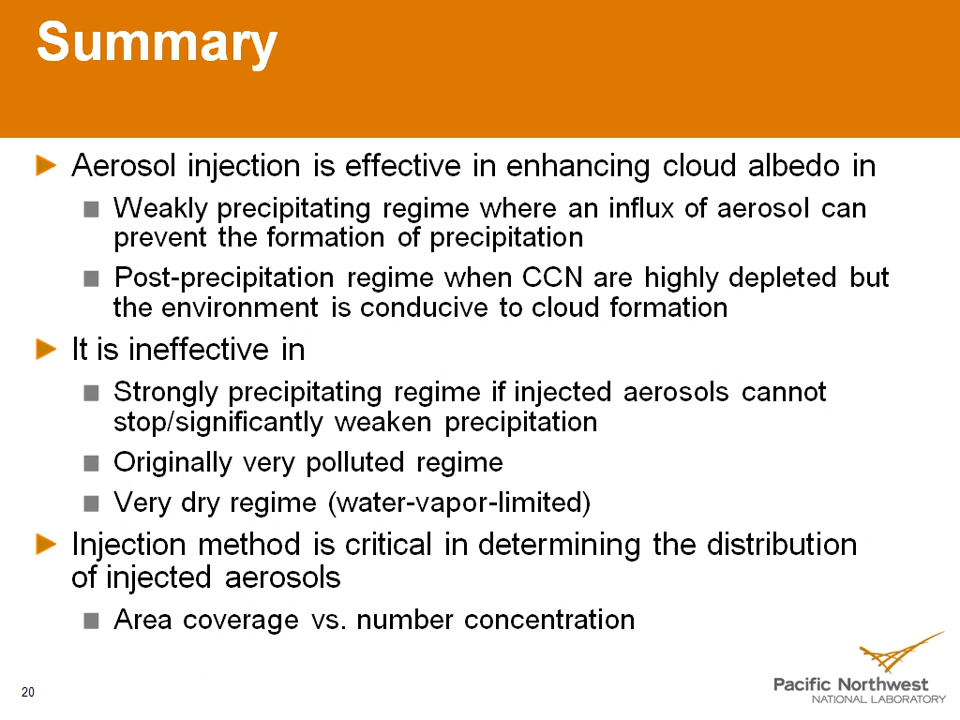 Summary
Aerosol injection is effective in enhancing cloud albedo in
Weakly precipitating regime where an influx of aerosol can
prevent the formation of precipitation
Post-precipitation regime when CCN are highly depleted but
the environment is conducive to cloud formation
It is ineffective in
Strongly precipitating regime if injected aerosols cannot
stop/significantly weaken precipitation
Originally very polluted regime
Very dry regime (water-vapor-limited)
Injection method is critical in determining the distribution
of injected aerosols
Area coverage vs. number concentration
20
Pacific Northwest
NATIONAL LABORATORY